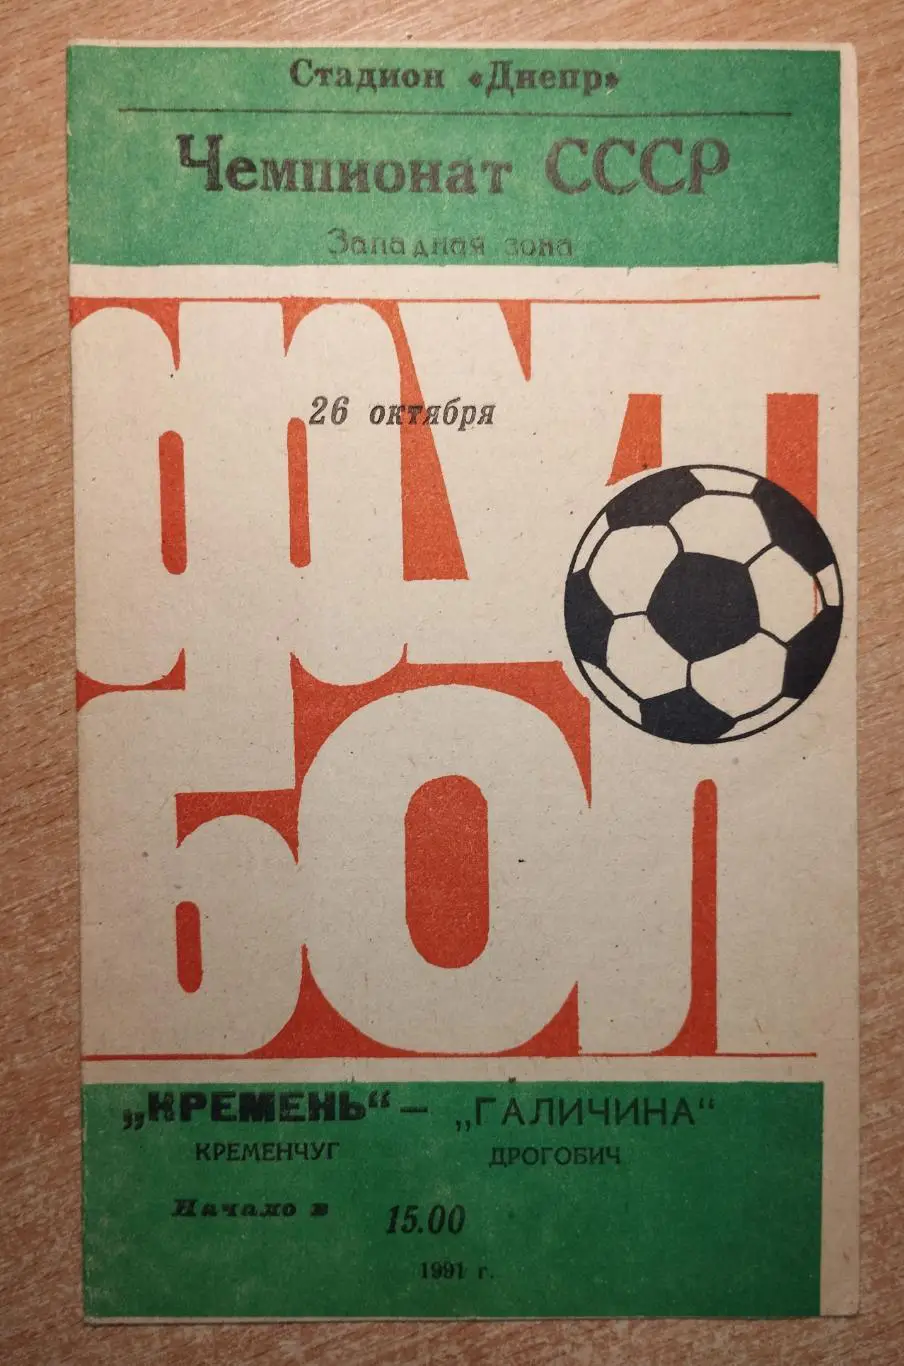 Стадион «Днепр»
Чемпионат СССР
Западная зона
ФУТ
26 октября
БОЛ
„КРЕМЕНЬ“ – „ГАЛИЧИНА“
КРЕМЕНЧУГ ДРОГОБИЧ
Начало в 15.00
1991 г.